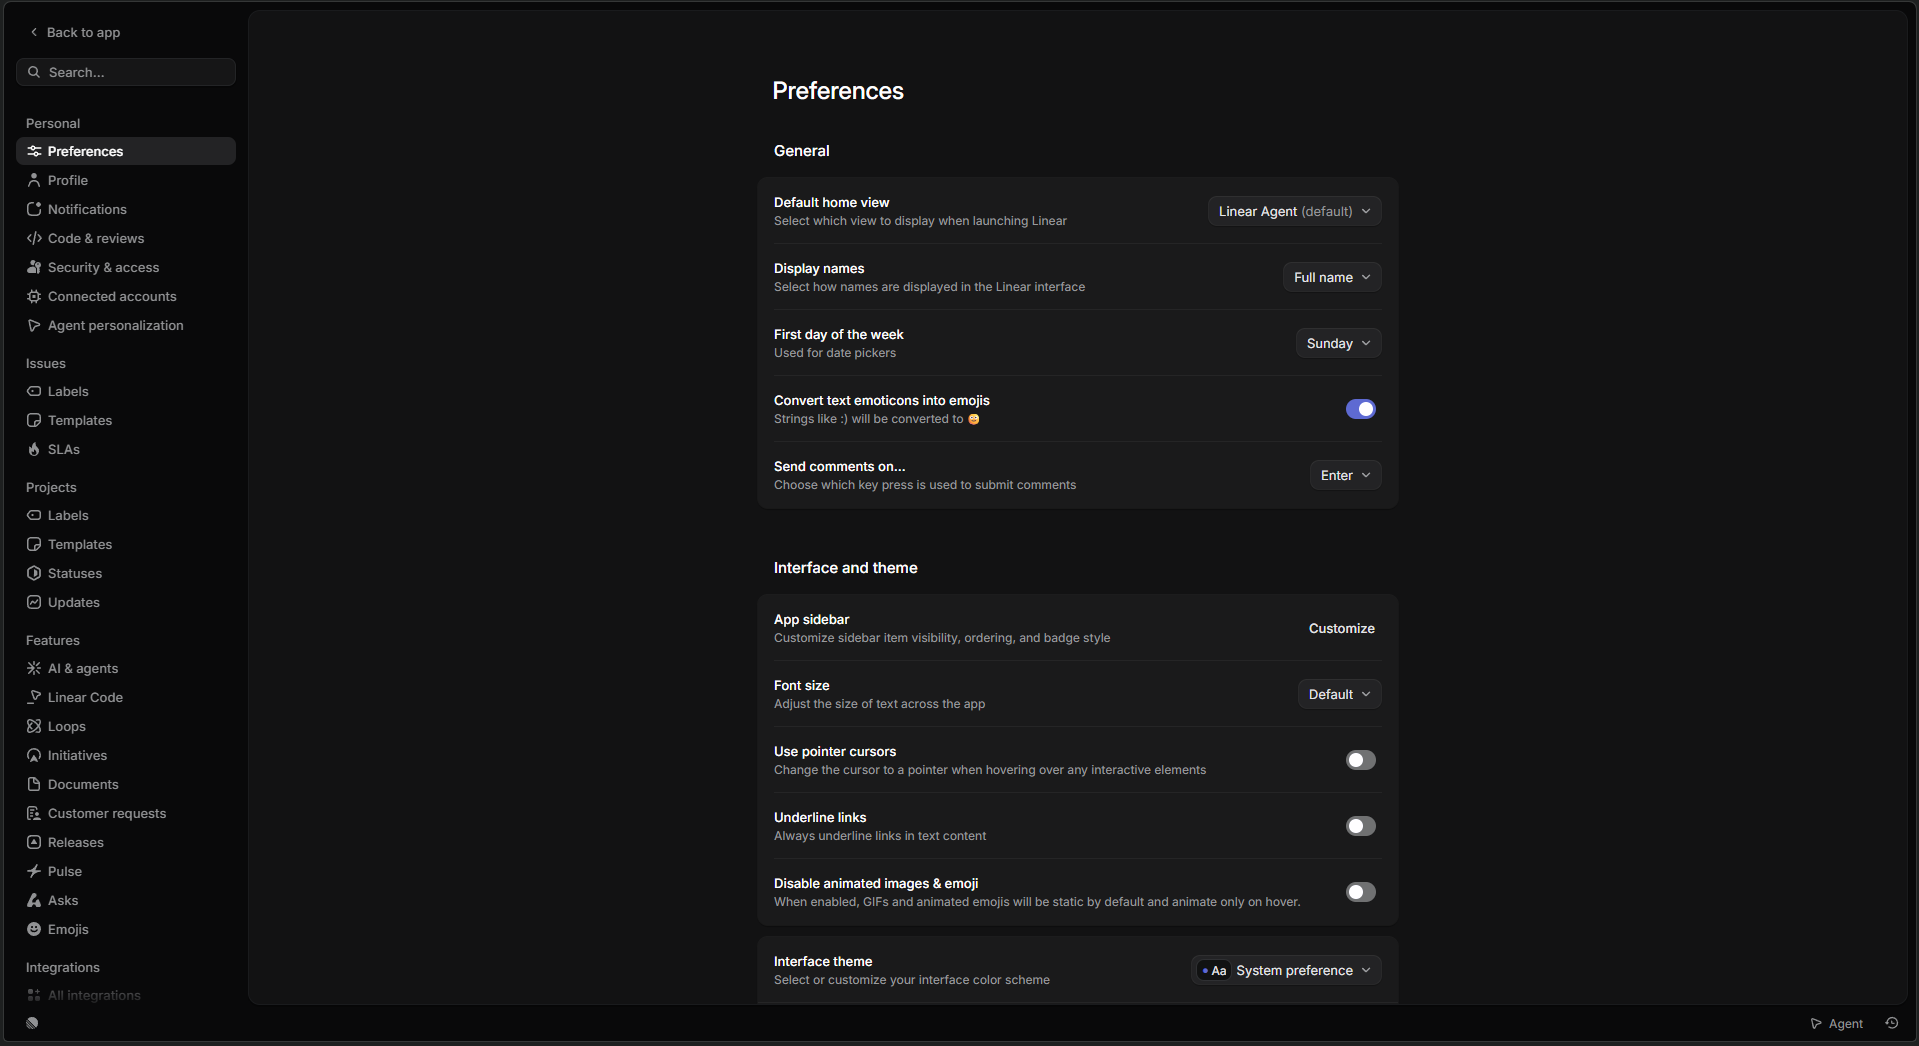 Back to app
Search...
Personal
Preferences
Profile
Notifications
Code & reviews
Security & access
Connected accounts
Agent personalization
Issues
Labels
Templates
SLAs
Projects
Labels
Templates
Statuses
Updates
Features
AI & agents
Linear Code
Loops
Initiatives
Documents
Customer requests
Releases
Pulse
Asks
Emojis
Integrations
All integrations
Preferences
General
Default home view
Select which view to display when launching Linear
Linear Agent (default)
Display names
Select how names are displayed in the Linear interface
Full name
First day of the week
Used for date pickers
Sunday
Convert text emoticons into emojis
Strings like :) will be converted to 😊
Send comments on...
Choose which key press is used to submit comments
Enter
Interface and theme
App sidebar
Customize sidebar item visibility, ordering, and badge style
Customize
Font size
Adjust the size of text across the app
Default
Use pointer cursors
Change the cursor to a pointer when hovering over any interactive elements
Underline links
Always underline links in text content
Disable animated images & emoji
When enabled, GIFs and animated emojis will be static by default and animate only on hover.
Interface theme
Select or customize your interface color scheme
Aa System preference
Agent